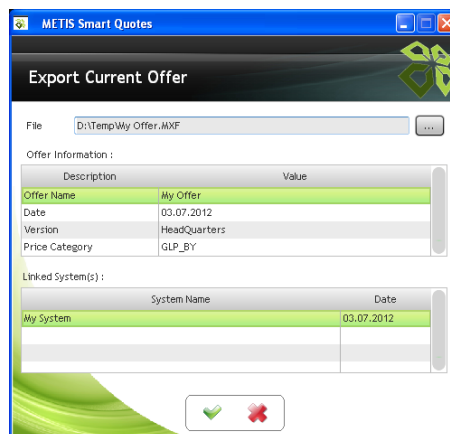 METIS Smart Quotes
Export Current Offer
File D:\Temp\My Offer.MXF ...
Offer Information :
Description Value
Offer Name My Offer
Date 03.07.2012
Version HeadQuarters
Price Category GLP_BY
Linked System(s) :
System Name Date
My System 03.07.2012